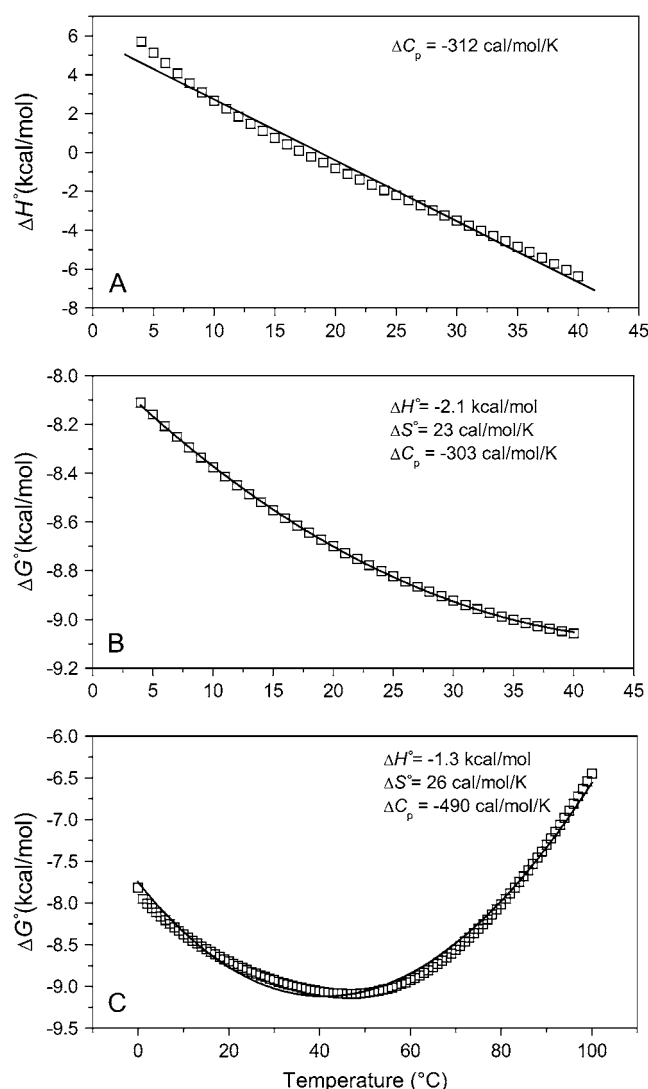 6
4
2
0
-2
-4
-6
-8
ΔH°(kcal/mol)
ΔC_p = -312 cal/mol/K
A
0 5 10 15 20 25 30 35 40 45
-8.0
-8.2
-8.4
-8.6
-8.8
-9.0
-9.2
ΔG°(kcal/mol)
ΔH°= -2.1 kcal/mol
ΔS°= 23 cal/mol/K
ΔC_p = -303 cal/mol/K
B
0 5 10 15 20 25 30 35 40 45
-6.0
-6.5
-7.0
-7.5
-8.0
-8.5
-9.0
-9.5
ΔG°(kcal/mol)
ΔH°= -1.3 kcal/mol
ΔS°= 26 cal/mol/K
ΔC_p = -490 cal/mol/K
C
0 20 40 60 80 100
Temperature (°C)